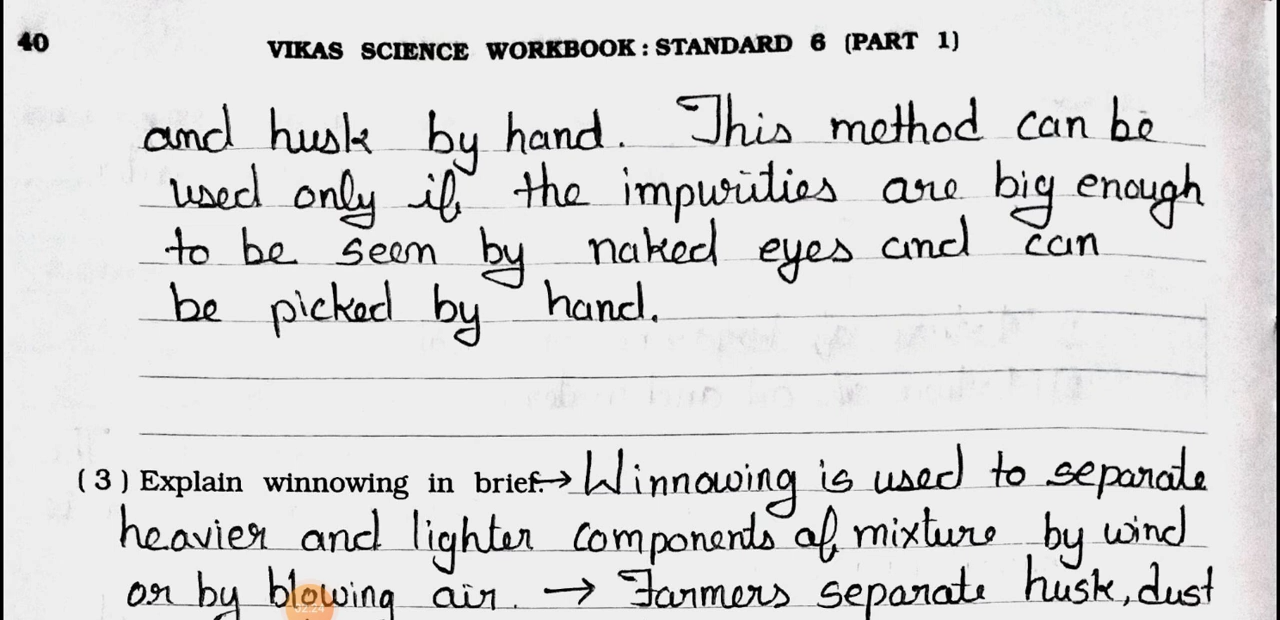 40
VIKAS SCIENCE WORKBOOK : STANDARD 6 (PART 1)
and husk by hand. This method can be
used only if the impurities are big enough
to be seen by naked eyes and can
be picked by hand.
(3) Explain winnowing in brief.→ Winnowing is used to separate
heavier and lighter components of mixture by wind
or by blowing air. → Farmers separate husk, dust